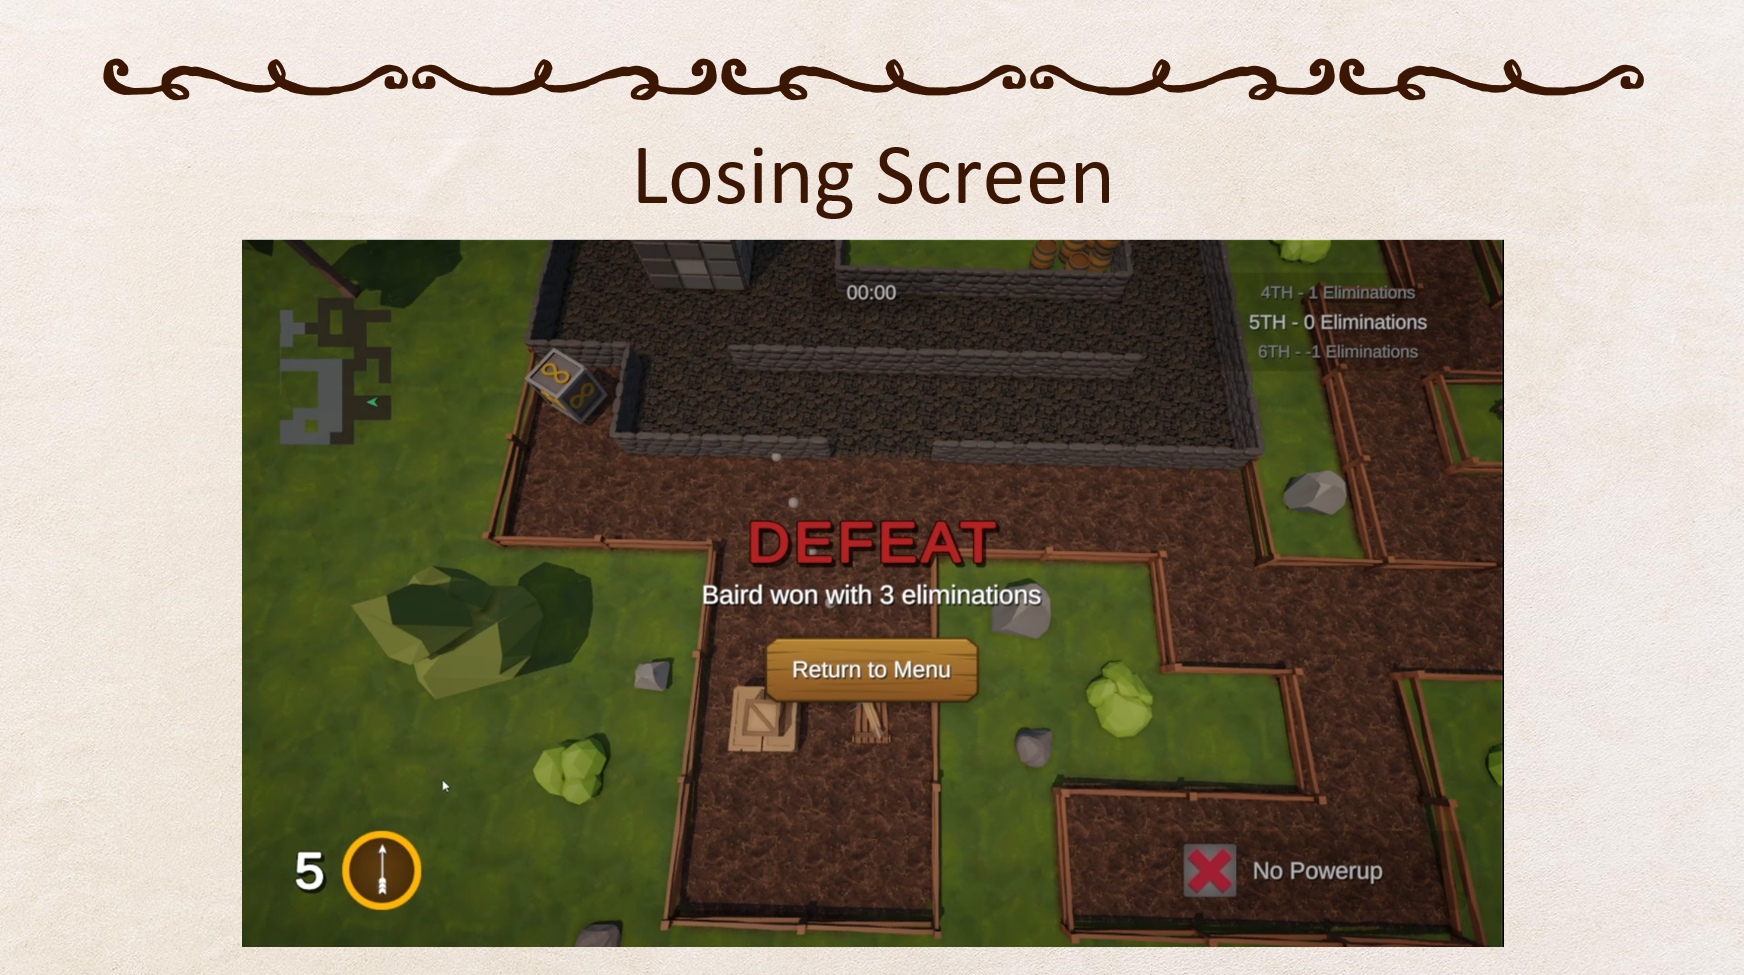 Losing Screen
00:00
4TH - 1 Eliminations
5TH - 0 Eliminations
6TH - -1 Eliminations
DEFEAT
Baird won with 3 eliminations
Return to Menu
5
No Powerup